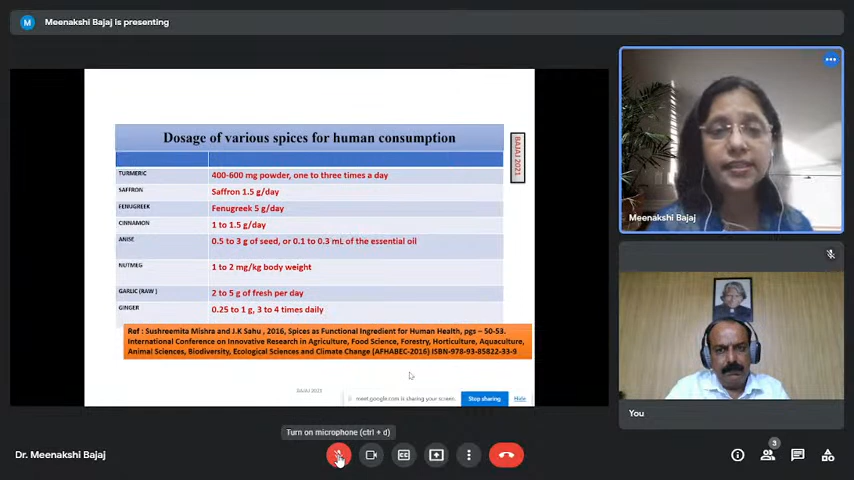 M
Meenakshi Bajaj is presenting
Dosage of various spices for human consumption
BAJAJ 2021
TURMERIC 400-600 mg powder, one to three times a day
SAFFRON Saffron 1.5 g/day
FENUGREEK Fenugreek 5 g/day
CINNAMON 1 to 1.5 g/day
ANISE 0.5 to 3 g of seed, or 0.1 to 0.3 mL of the essential oil
NUTMEG 1 to 2 mg/kg body weight
GARLIC (RAW ) 2 to 5 g of fresh per day
GINGER 0.25 to 1 g, 3 to 4 times daily
Ref : Sushreemita Mishra and J.K Sahu , 2016, Spices as Functional Ingredient for Human Health, pgs – 50-53.
International Conference on Innovative Research in Agriculture, Food Science, Forestry, Horticulture, Aquaculture,
Animal Sciences, Biodiversity, Ecological Sciences and Climate Change (AFHABEC-2016) ISBN-978-93-85822-33-9
BAJAJ 2021
meet.google.com is sharing your screen.
Stop sharing
Hide
Meenakshi Bajaj
You
Turn on microphone (ctrl + d)
Dr. Meenakshi Bajaj
3